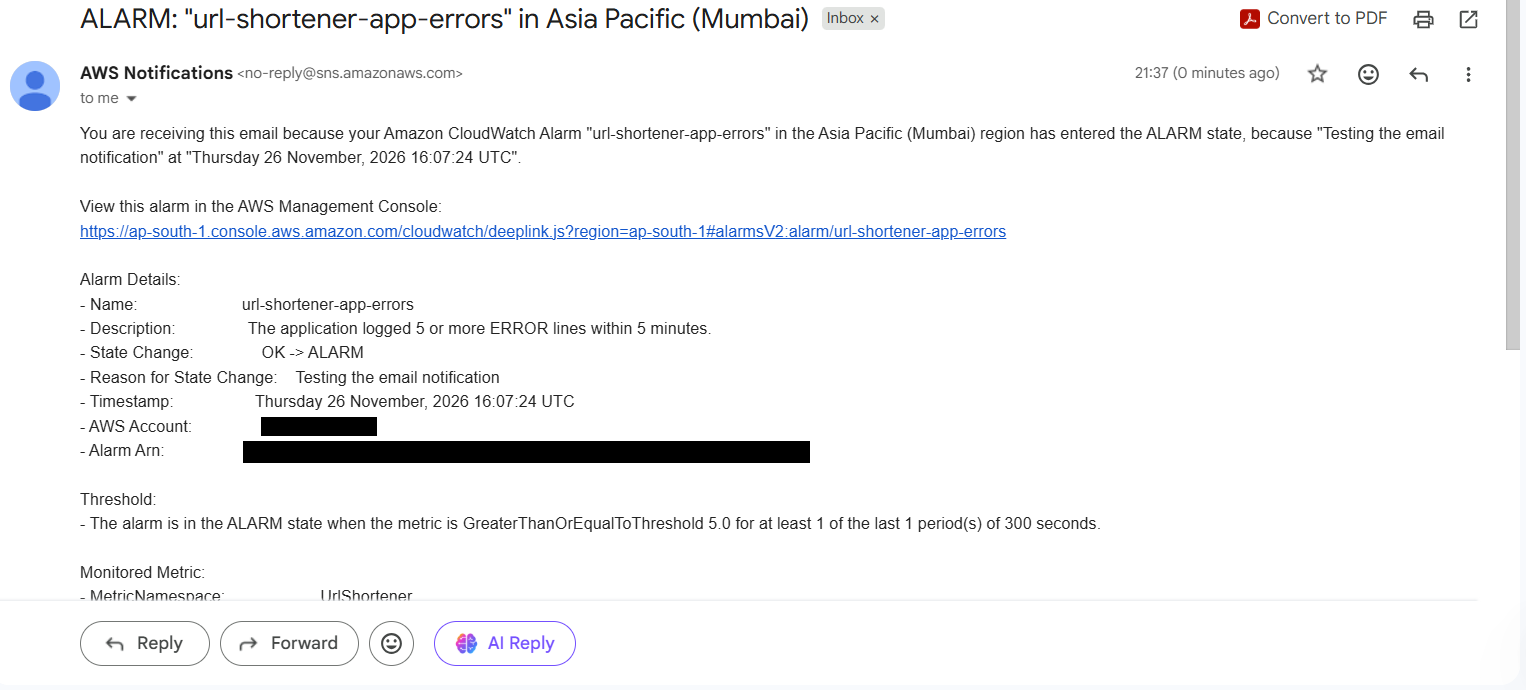 ALARM: "url-shortener-app-errors" in Asia Pacific (Mumbai) Inbox × Convert to PDF
AWS Notifications <no-reply@sns.amazonaws.com> 21:37 (0 minutes ago)
to me
You are receiving this email because your Amazon CloudWatch Alarm "url-shortener-app-errors" in the Asia Pacific (Mumbai) region has entered the ALARM state, because "Testing the email
notification" at "Thursday 26 November, 2026 16:07:24 UTC".
View this alarm in the AWS Management Console:
https://ap-south-1.console.aws.amazon.com/cloudwatch/deeplink.js?region=ap-south-1#alarmsV2:alarm/url-shortener-app-errors
Alarm Details:
- Name: url-shortener-app-errors
- Description: The application logged 5 or more ERROR lines within 5 minutes.
- State Change: OK -> ALARM
- Reason for State Change: Testing the email notification
- Timestamp: Thursday 26 November, 2026 16:07:24 UTC
- AWS Account:
- Alarm Arn:
Threshold:
- The alarm is in the ALARM state when the metric is GreaterThanOrEqualToThreshold 5.0 for at least 1 of the last 1 period(s) of 300 seconds.
Monitored Metric:
- MetricNamespace: UrlShortener
Reply Forward AI Reply